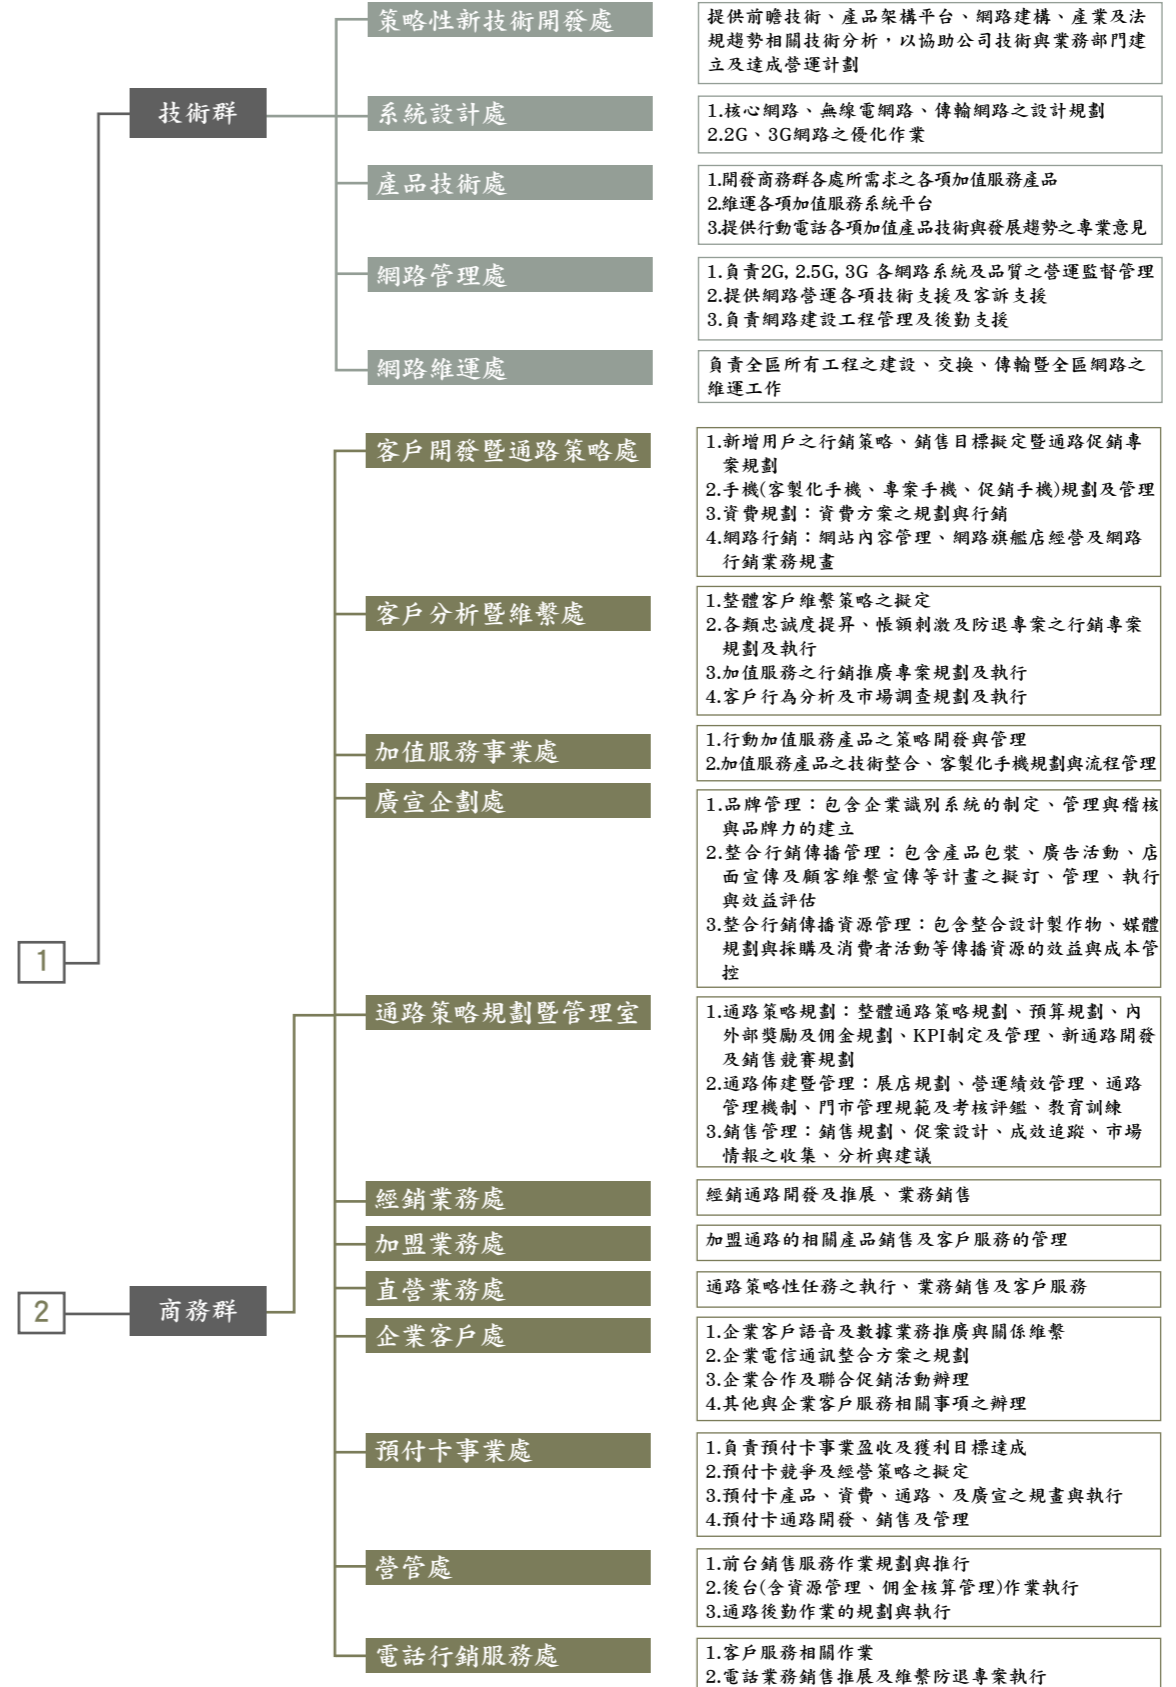 策略性新技術開發處
提供前瞻技術、產品架構平台、網路建構、產業及法
規趨勢相關技術分析，以協助公司技術與業務部門建
立及達成營運計劃
技術群
系統設計處
1.核心網路、無線電網路、傳輸網路之設計規劃
2.2G、3G網路之優化作業
產品技術處
1.開發商務群各處所需求之各項加值服務產品
2.維運各項加值服務系統平台
3.提供行動電話各項加值產品技術與發展趨勢之專業意見
網路管理處
1.負責2G, 2.5G, 3G 各網路系統及品質之營運監督管理
2.提供網路營運各項技術支援及客訴支援
3.負責網路建設工程管理及後勤支援
網路維運處
負責全區所有工程之建設、交換、傳輸暨全區網路之
維運工作
客戶開發暨通路策略處
1.新增用戶之行銷策略、銷售目標擬定暨通路促銷專
案規劃
2.手機(客製化手機、專案手機、促銷手機)規劃及管理
3.資費規劃：資費方案之規劃與行銷
4.網路行銷：網站內容管理、網路旗艦店經營及網路
行銷業務規畫
客戶分析暨維繫處
1.整體客戶維繫策略之擬定
2.各類忠誠度提昇、帳額刺激及防退專案之行銷專案
規劃及執行
3.加值服務之行銷推廣專案規劃及執行
4.客戶行為分析及市場調查規劃及執行
加值服務事業處
1.行動加值服務產品之策略開發與管理
2.加值服務產品之技術整合、客製化手機規劃與流程管理
廣宣企劃處
1.品牌管理：包含企業識別系統的制定、管理與稽核
與品牌力的建立
2.整合行銷傳播管理：包含產品包裝、廣告活動、店
面宣傳及顧客維繫宣傳等計畫之擬訂、管理、執行
與效益評估
3.整合行銷傳播資源管理：包含整合設計製作物、媒體
規劃與採購及消費者活動等傳播資源的效益與成本管
控
1
通路策略規劃暨管理室
1.通路策略規劃：整體通路策略規劃、預算規劃、內
外部獎勵及佣金規劃、KPI制定及管理、新通路開發
及銷售競賽規劃
2.通路佈建暨管理：展店規劃、營運績效管理、通路
管理機制、門市管理規範及考核評鑑、教育訓練
3.銷售管理：銷售規劃、促案設計、成效追蹤、市場
情報之收集、分析與建議
經銷業務處
經銷通路開發及推展、業務銷售
加盟業務處
加盟通路的相關產品銷售及客戶服務的管理
直營業務處
通路策略性任務之執行、業務銷售及客戶服務
2
商務群
企業客戶處
1.企業客戶語音及數據業務推廣與關係維繫
2.企業電信通訊整合方案之規劃
3.企業合作及聯合促銷活動辦理
4.其他與企業客戶服務相關事項之辦理
預付卡事業處
1.負責預付卡事業盈收及獲利目標達成
2.預付卡競爭及經營策略之擬定
3.預付卡產品、資費、通路、及廣宣之規畫與執行
4.預付卡通路開發、銷售及管理
營管處
1.前台銷售服務作業規劃與推行
2.後台(含資源管理、佣金核算管理)作業執行
3.通路後勤作業的規劃與執行
電話行銷服務處
1.客戶服務相關作業
2.電話業務銷售推展及維繫防退專案執行